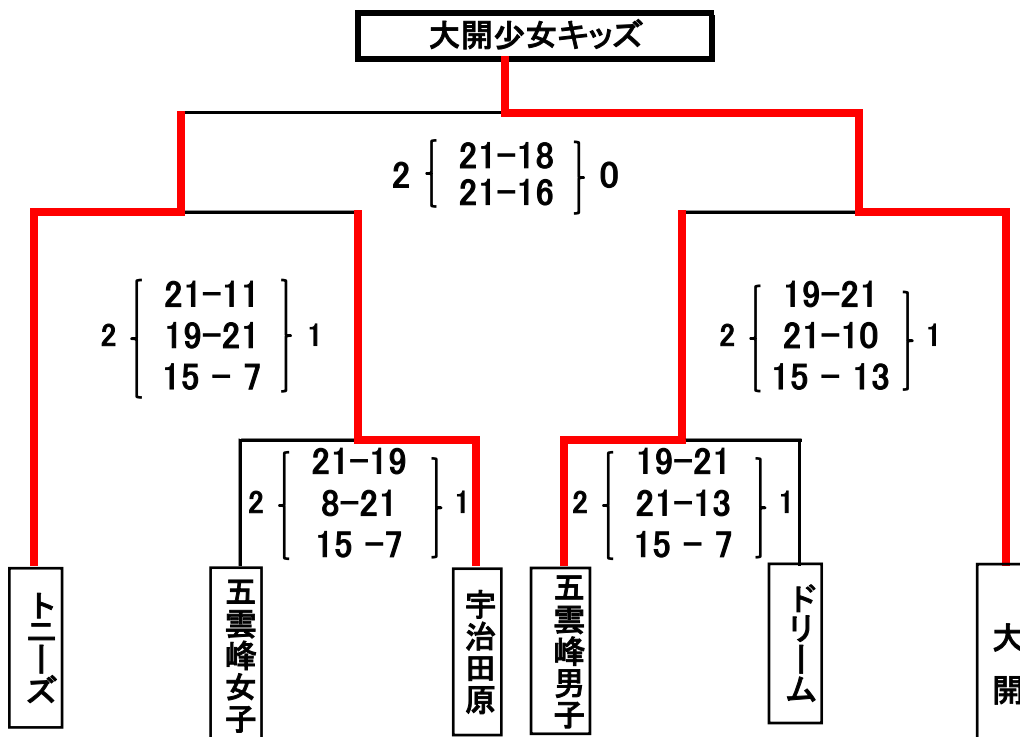 大開少女キッズ
2 21-18 0
21-16
21-11
2 19-21 1
15 - 7
19-21
2 21-10 1
15 - 13
21-19
2 8-21 1
15 -7
19-21
2 21-13 1
15 - 7
トニーズ
五雲峰女子
宇治田原
五雲峰男子
ドリーム
大開